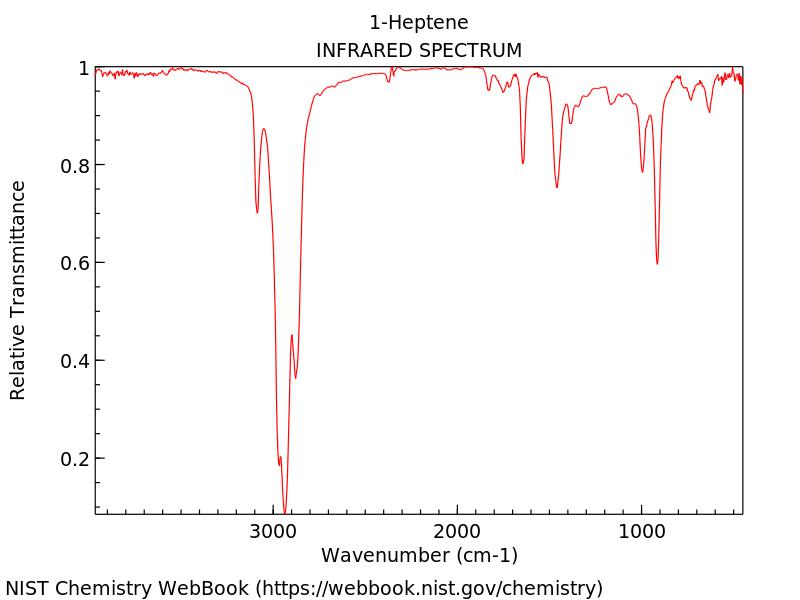 1-Heptene
INFRARED SPECTRUM
1
0.8
0.6
0.4
0.2
Relative Transmittance
3000 2000 1000
Wavenumber (cm-1)
NIST Chemistry WebBook (https://webbook.nist.gov/chemistry)